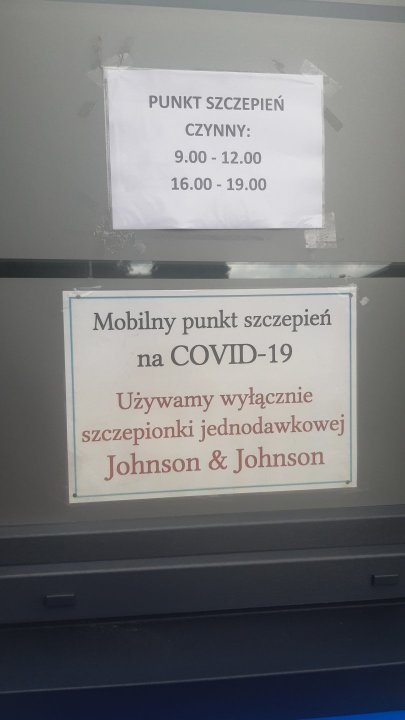 PUNKT SZCZEPIEŃ
CZYNNY:
9.00 - 12.00
16.00 - 19.00
Mobilny punkt szczepień
na COVID-19
Używamy wyłącznie
szczepionki jednodawkowej
Johnson & Johnson